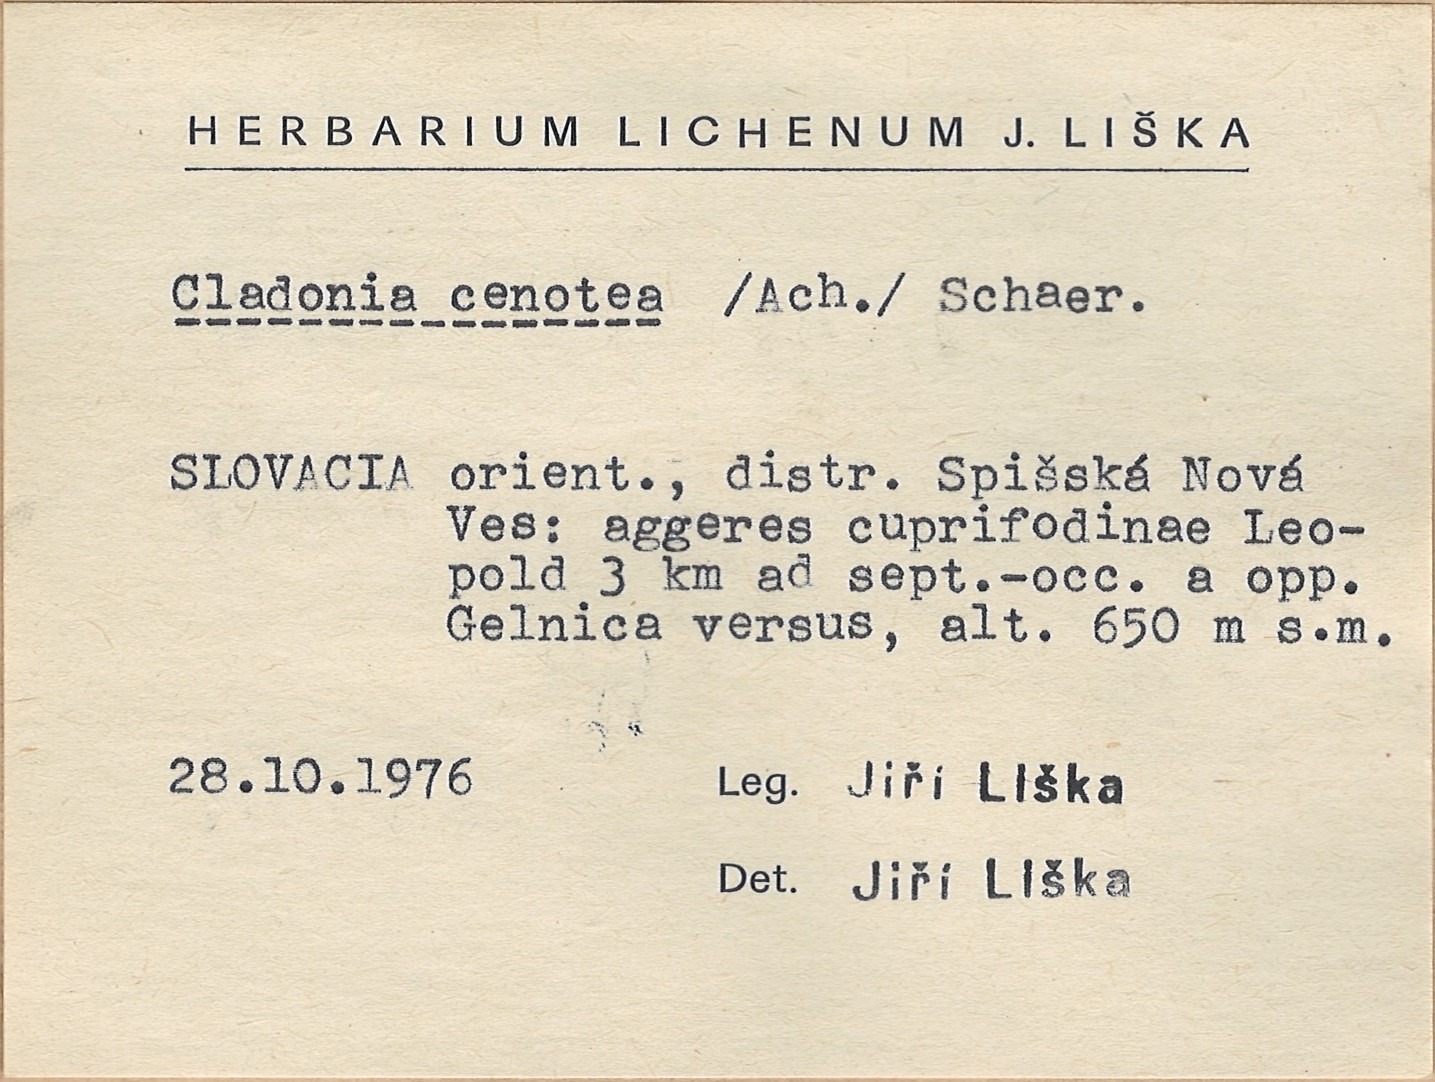 HERBARIUM LICHENUM J. LIŠKA
Cladonia cenotea /Ach./ Schaer.
SLOVACIA orient., distr. Spišská Nová
Ves: aggeres cuprifodinae Leo-
pold 3 km ad sept.-occ. a opp.
Gelnica versus, alt. 650 m s.m.
28.10.1976 Leg. Jiří Liška
Det. Jiří Liška